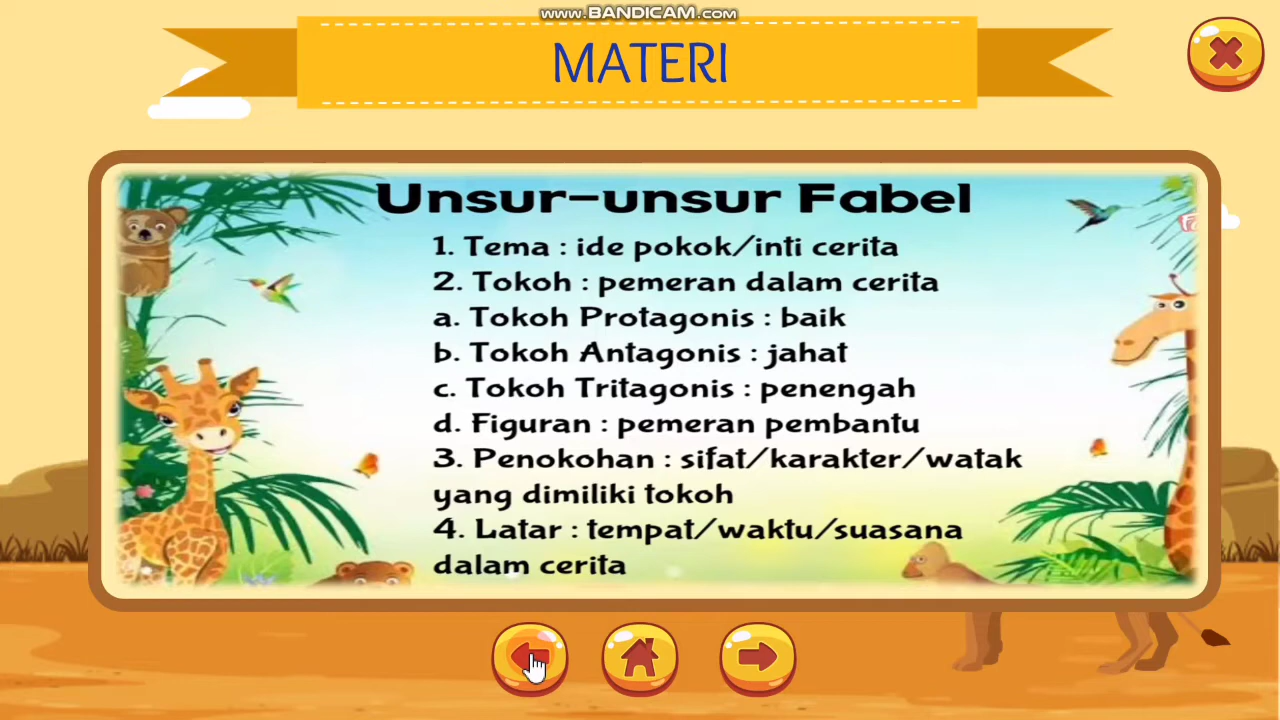 www.BANDICAM.com
MATERI
Unsur-unsur Fabel
1. Tema : ide pokok/inti cerita
2. Tokoh : pemeran dalam cerita
a. Tokoh Protagonis : baik
b. Tokoh Antagonis : jahat
c. Tokoh Tritagonis : penengah
d. Figuran : pemeran pembantu
3. Penokohan : sifat/karakter/watak
yang dimiliki tokoh
4. Latar : tempat/waktu/suasana
dalam cerita